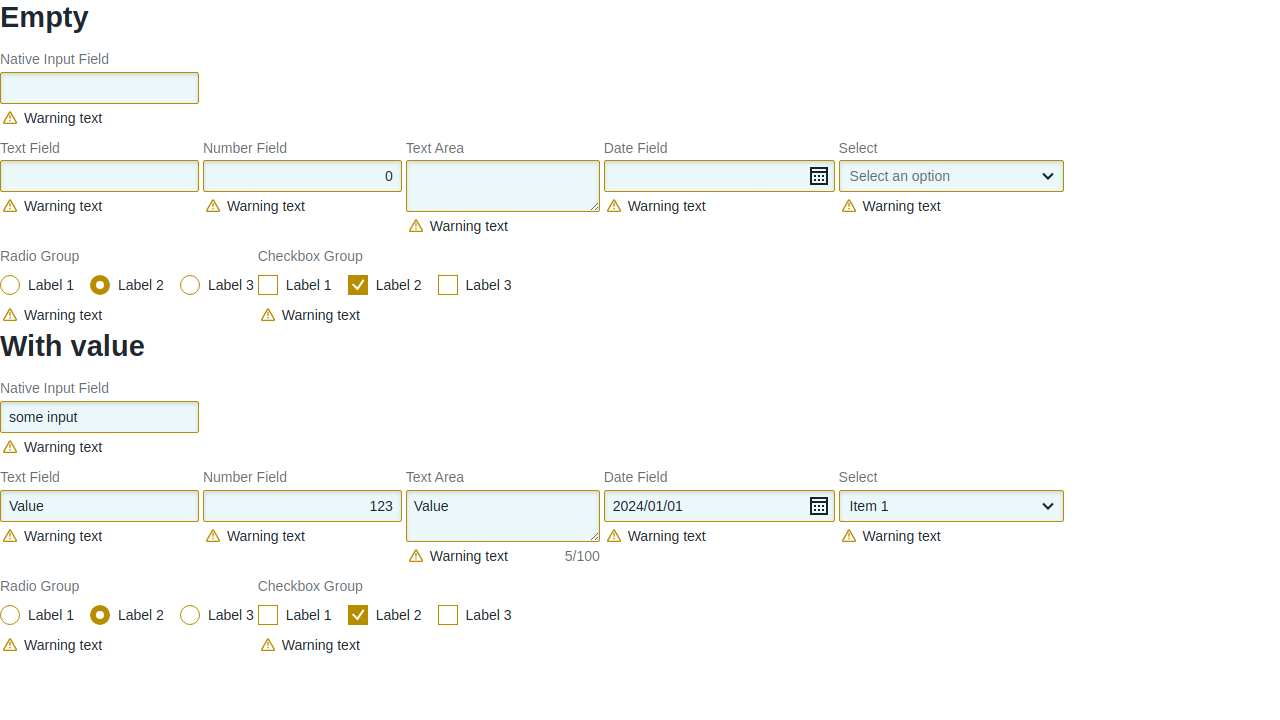 Empty
Native Input Field
Warning text
Text Field Number Field Text Area Date Field Select
0 Select an option
Warning text Warning text Warning text Warning text Warning text
Radio Group Checkbox Group
Label 1 Label 2 Label 3 Label 1 Label 2 Label 3
Warning text Warning text
With value
Native Input Field
some input
Warning text
Text Field Number Field Text Area Date Field Select
Value 123 Value 2024/01/01 Item 1
Warning text Warning text Warning text 5/100 Warning text Warning text
Radio Group Checkbox Group
Label 1 Label 2 Label 3 Label 1 Label 2 Label 3
Warning text Warning text